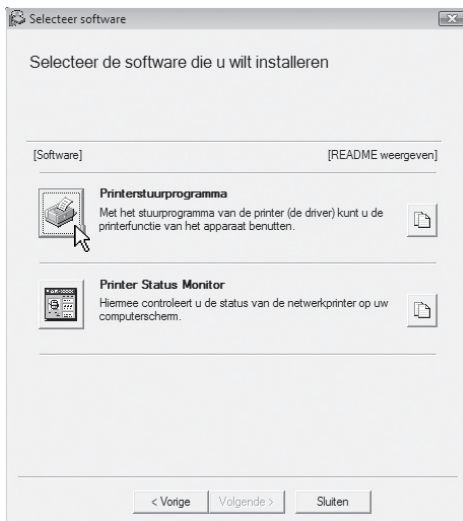 Selecteer software
Selecteer de software die u wilt installeren
[Software] [README weergeven]
Printerstuurprogramma
Met het stuurprogramma van de printer (de driver) kunt u de
printerfunctie van het apparaat benutten.
Printer Status Monitor
Hiermee controleert u de status van de netwerkprinter op uw
computerscherm.
< Vorige Volgende > Sluiten